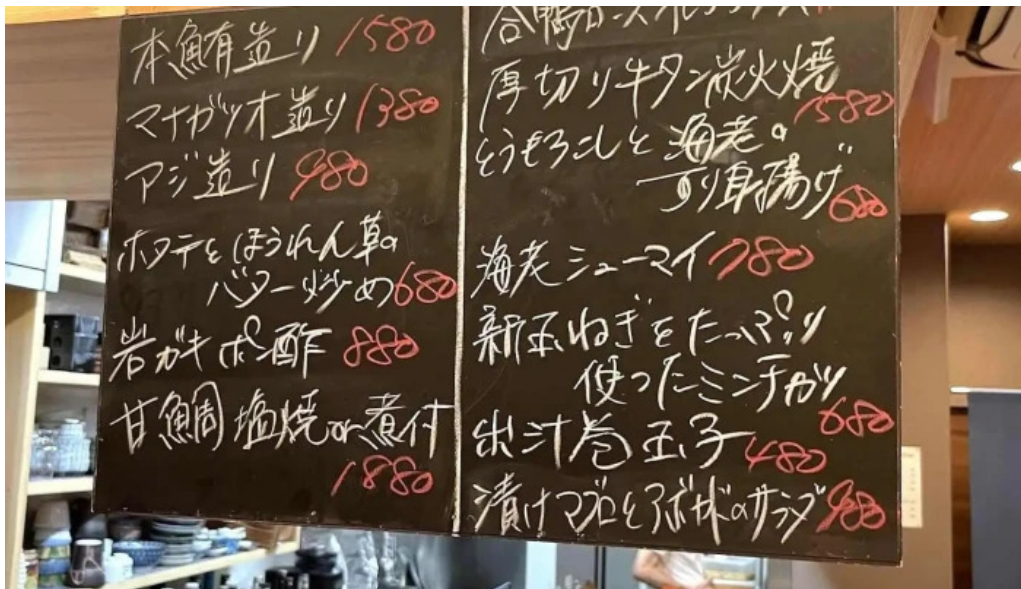 本鮪造り 1580
マナガツオ造り 1380
アジ造り 980
ホタテとほうれん草の
バター炒め 680
岩ガキポン酢 880
甘鯛塩焼or煮付
1880
合鴨ロース
厚切り牛タン炭火焼
1580
とうもろこしと海老の
すり身揚げ 680
海老シューマイ 780
新玉ねぎをたっぷり
使ったミンチカツ
680
出汁巻玉子 480
漬けマグロとアボカドのサラダ 980